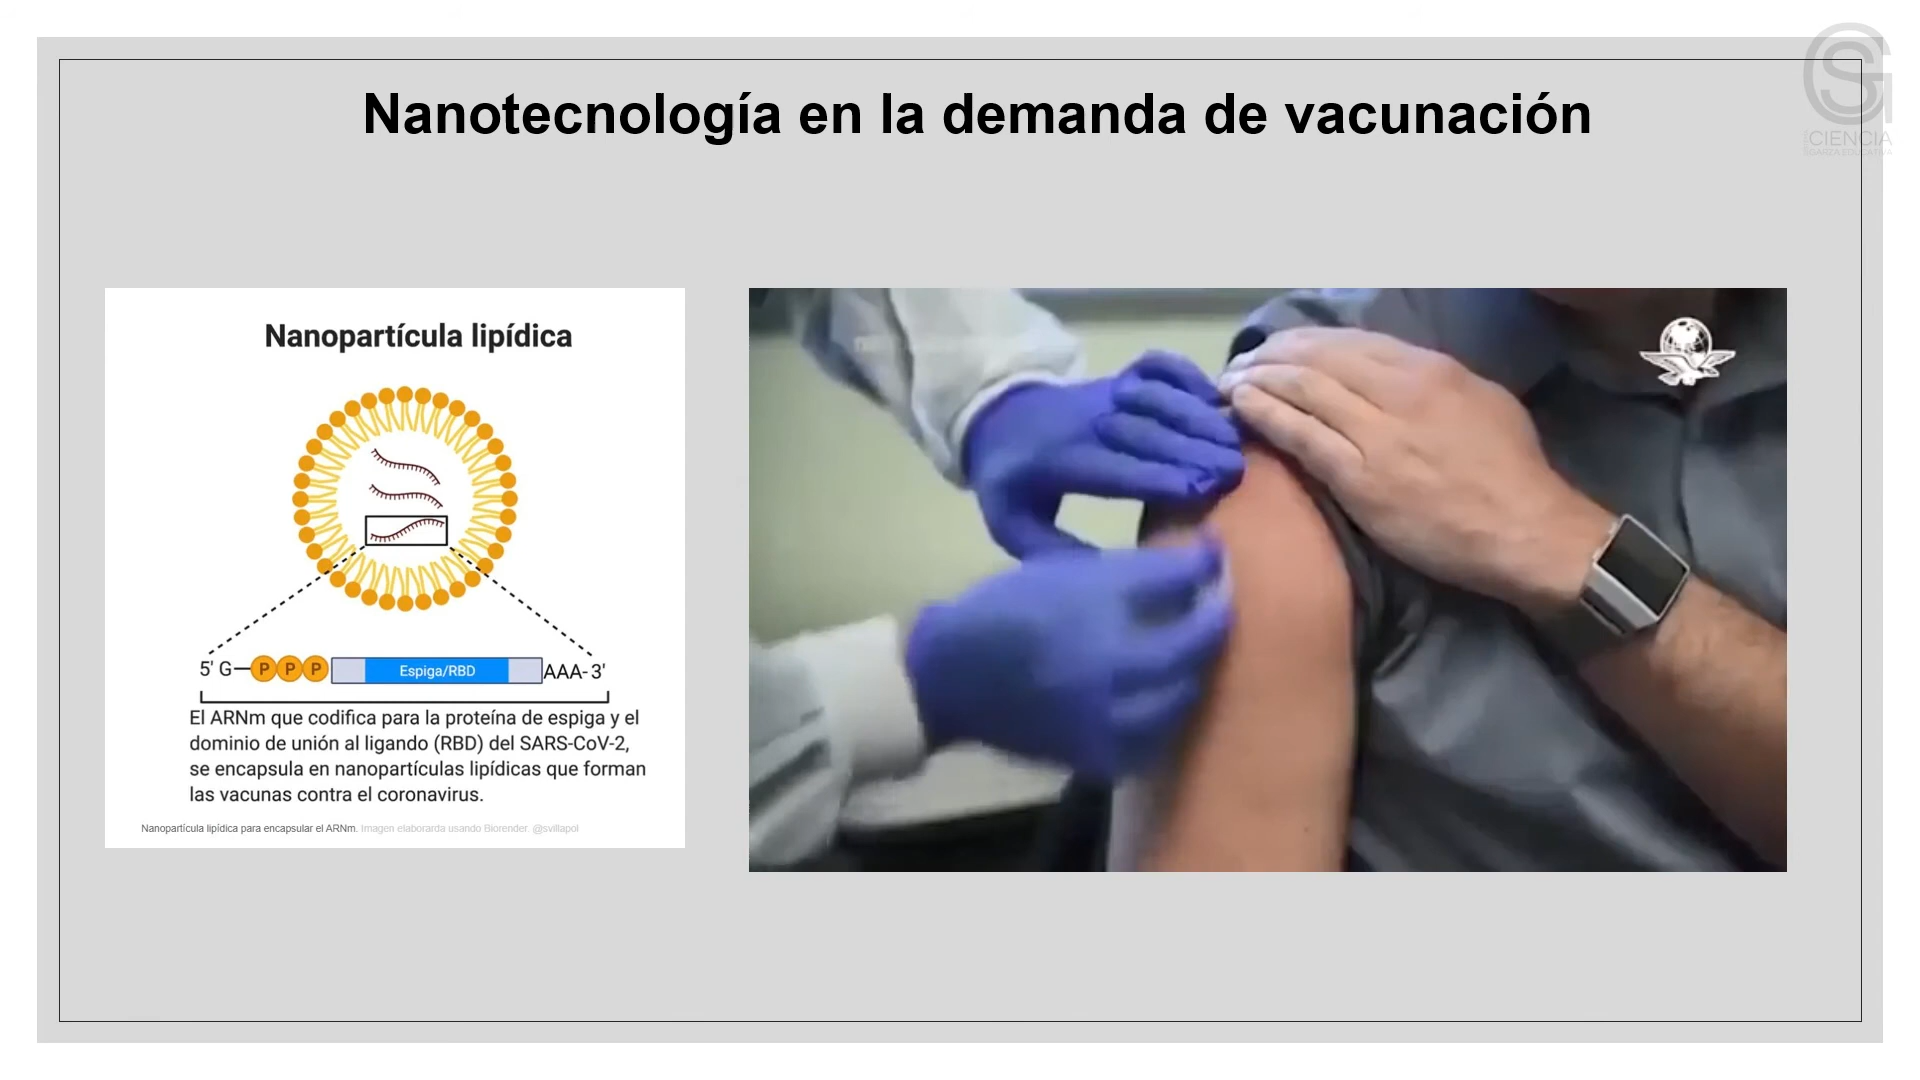 Nanotecnología en la demanda de vacunación
CIENCIA
Nanopartícula lipídica
5' G
P P P
Espiga/RBD
AAA- 3'
El ARNm que codifica para la proteína de espiga y el
dominio de unión al ligando (RBD) del SARS-CoV-2,
se encapsula en nanopartículas lipídicas que forman
las vacunas contra el coronavirus.
Nanopartícula lipídica para encapsular el ARNm. Imagen elaborarda usando Biorender. @svillapol